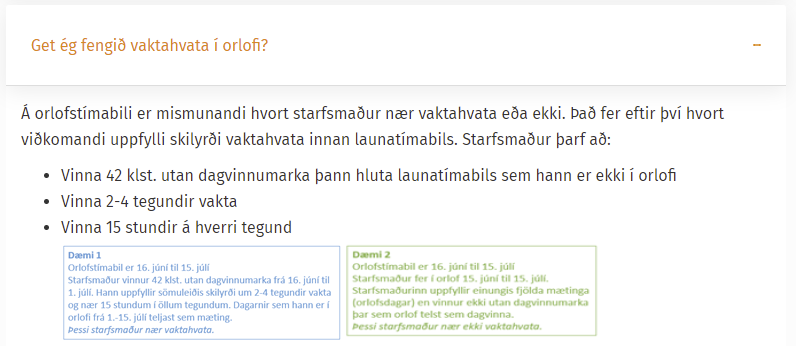 Get ég fengið vaktahvata í orlofi?
Á orlofstímabili er mismunandi hvort starfsmaður nær vaktahvata eða ekki. Það fer eftir því hvort
viðkomandi uppfylli skilyrði vaktahvata innan launatímabils. Starfsmaður þarf að:
• Vinna 42 klst. utan dagvinnumarka þann hluta launatímabils sem hann er ekki í orlofi
• Vinna 2-4 tegundir vakta
• Vinna 15 stundir á hverri tegund
Dæmi 1
Orlofstímabil er 16. júní til 15. júlí
Starfsmaður vinnur 42 klst. utan dagvinnumarka frá 16. júní til
1. júlí. Hann uppfyllir sömuleiðis skilyrði um 2-4 tegundir vakta
og nær 15 stundum í öllum tegundum. Dagarnir sem hann er í
orlofi frá 1.-15. júlí teljast sem mæting.
Þessi starfsmaður nær vaktahvata.
Dæmi 2
Orlofstímabil er 16. júní til 15. júlí
Starfsmaður fer í orlof 15. júní til 15. júlí.
Starfsmaðurinn uppfyllir einungis fjölda mætinga
(orlofsdagar) en vinnur ekki utan dagvinnumarka
þar sem orlof telst sem dagvinna.
Þessi starfsmaður nær ekki vaktahvata.